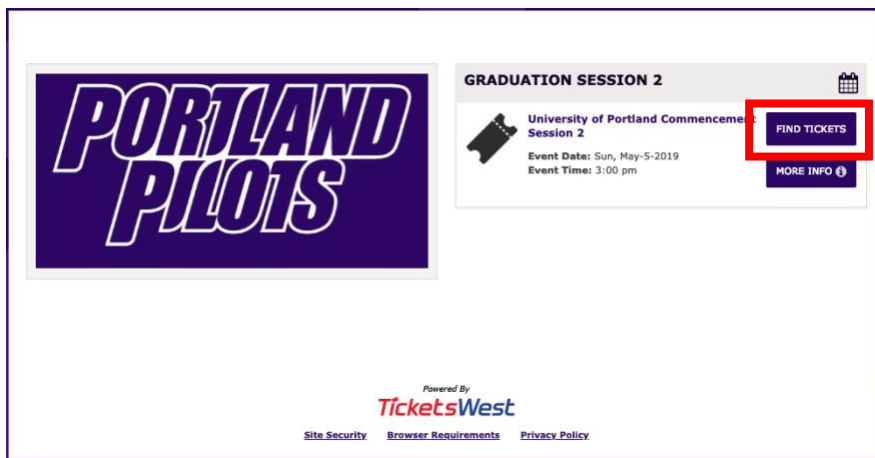 PORTLAND
PILOTS
GRADUATION SESSION 2
University of Portland Commencement
Session 2
Event Date: Sun, May-5-2019
Event Time: 3:00 pm
FIND TICKETS
MORE INFO
Powered By
TicketsWest
Site Security Browser Requirements Privacy Policy